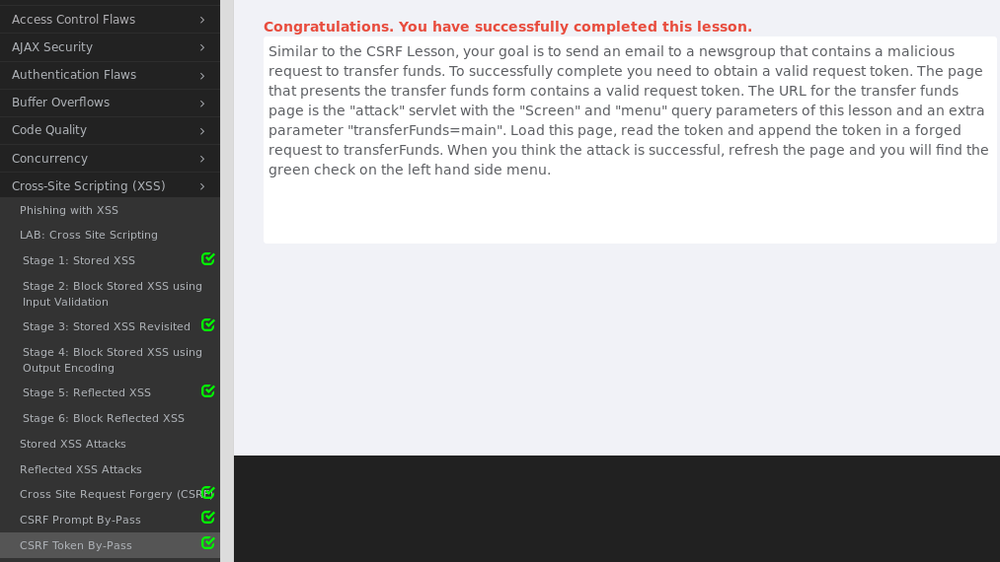 Access Control Flaws
AJAX Security
Authentication Flaws
Buffer Overflows
Code Quality
Concurrency
Cross-Site Scripting (XSS)
Phishing with XSS
LAB: Cross Site Scripting
Stage 1: Stored XSS
Stage 2: Block Stored XSS using
Input Validation
Stage 3: Stored XSS Revisited
Stage 4: Block Stored XSS using
Output Encoding
Stage 5: Reflected XSS
Stage 6: Block Reflected XSS
Stored XSS Attacks
Reflected XSS Attacks
Cross Site Request Forgery (CSRF)
CSRF Prompt By-Pass
CSRF Token By-Pass
Congratulations. You have successfully completed this lesson.
Similar to the CSRF Lesson, your goal is to send an email to a newsgroup that contains a malicious
request to transfer funds. To successfully complete you need to obtain a valid request token. The page
that presents the transfer funds form contains a valid request token. The URL for the transfer funds
page is the "attack" servlet with the "Screen" and "menu" query parameters of this lesson and an extra
parameter "transferFunds=main". Load this page, read the token and append the token in a forged
request to transferFunds. When you think the attack is successful, refresh the page and you will find the
green check on the left hand side menu.